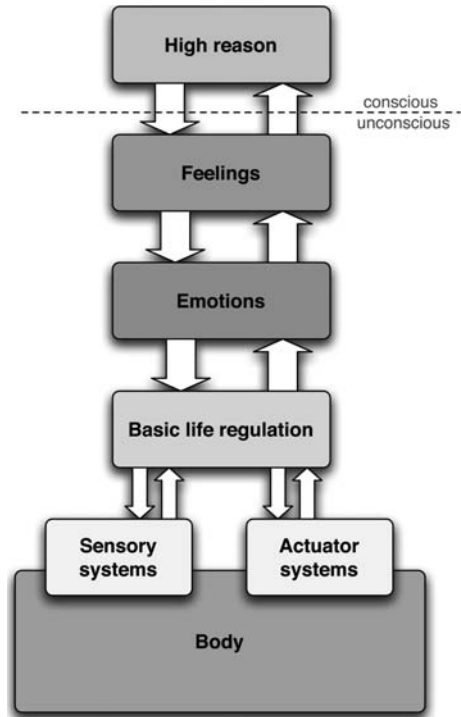 High reason
conscious
unconscious
Feelings
Emotions
Basic life regulation
Sensory
systems
Actuator
systems
Body